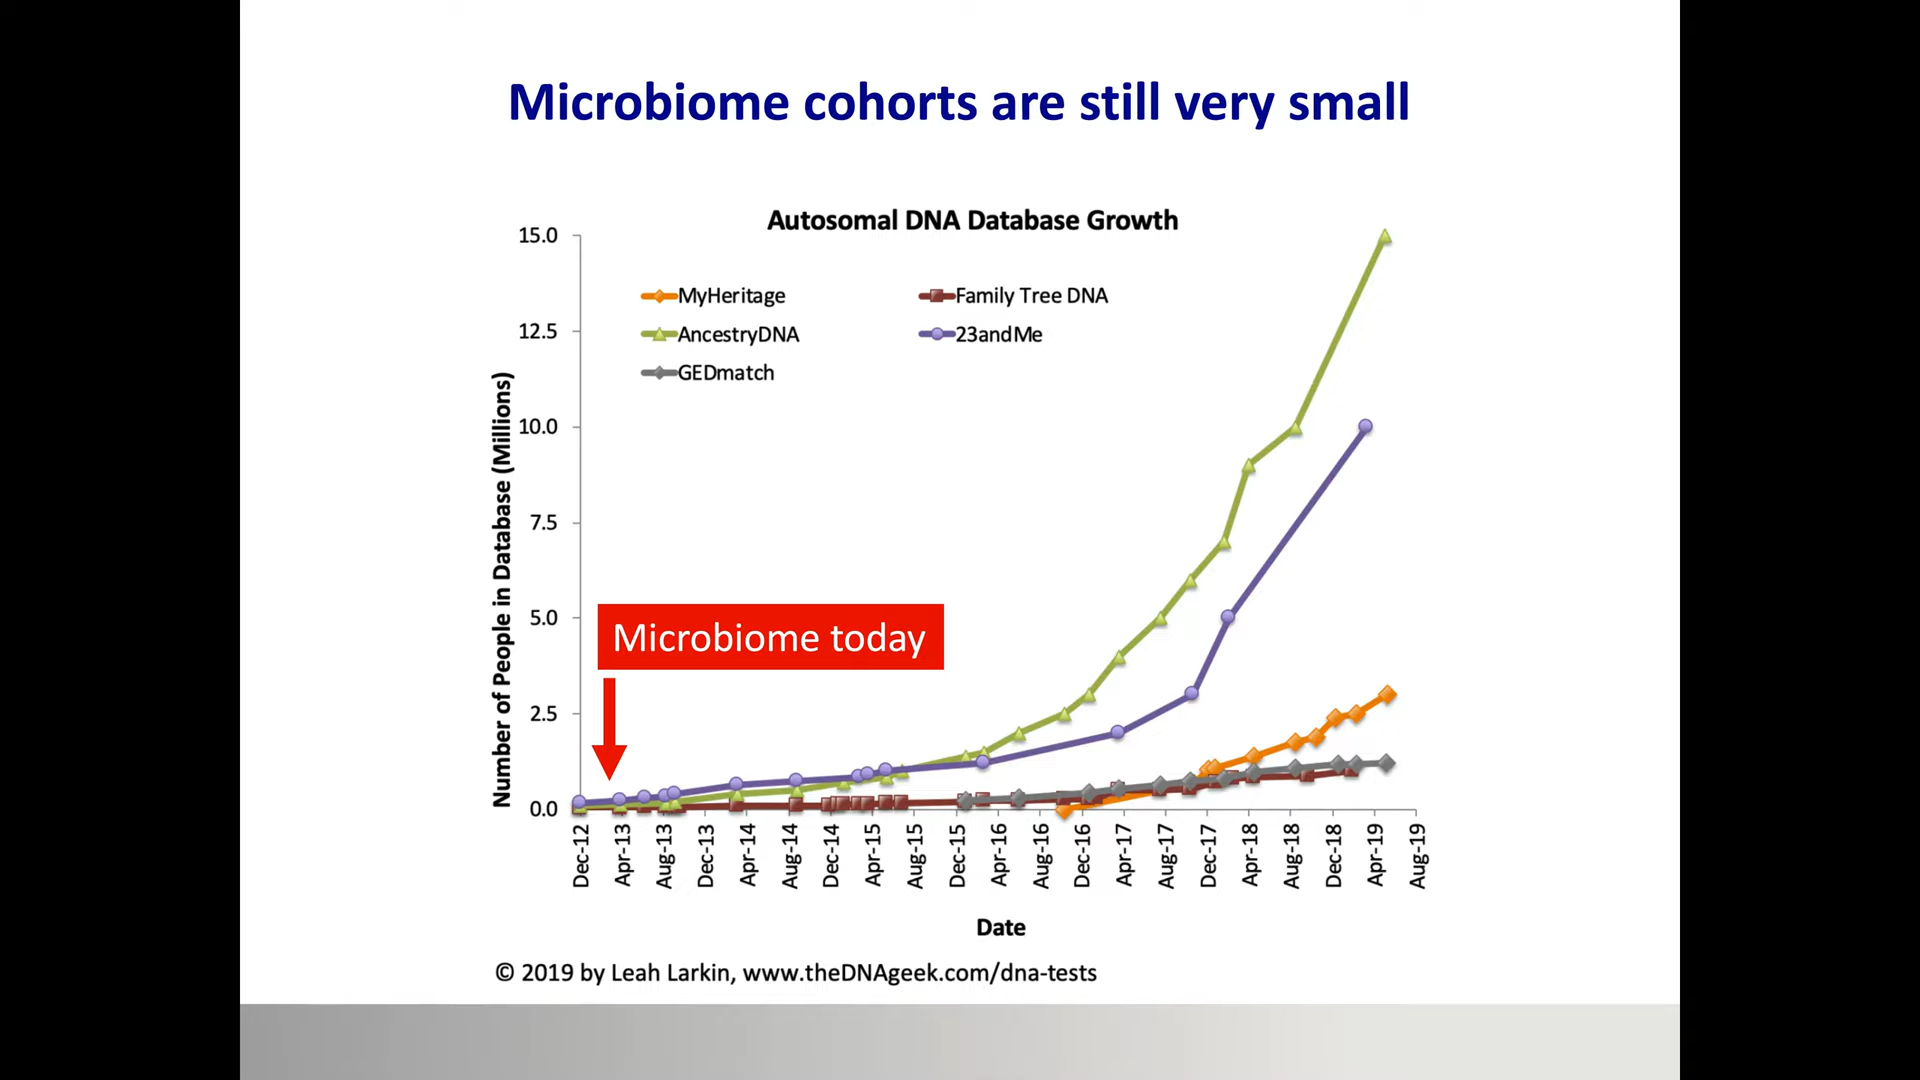 Microbiome cohorts are still very small
Autosomal DNA Database Growth
MyHeritage
Family Tree DNA
AncestryDNA
23andMe
GEDmatch
Number of People in Database (Millions)
15.0
12.5
10.0
7.5
5.0
2.5
0.0
Microbiome today
Dec-12
Apr-13
Aug-13
Dec-13
Apr-14
Aug-14
Dec-14
Apr-15
Aug-15
Dec-15
Apr-16
Aug-16
Dec-16
Apr-17
Aug-17
Dec-17
Apr-18
Aug-18
Dec-18
Apr-19
Aug-19
Date
© 2019 by Leah Larkin, www.theDNAgeek.com/dna-tests